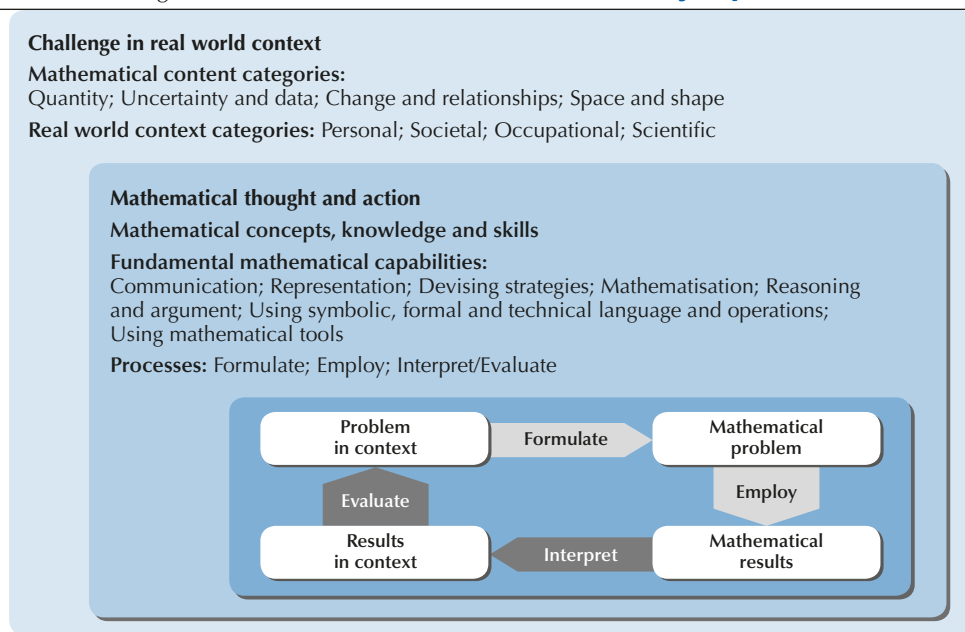 Challenge in real world context
Mathematical content categories:
Quantity; Uncertainty and data; Change and relationships; Space and shape
Real world context categories: Personal; Societal; Occupational; Scientific
Mathematical thought and action
Mathematical concepts, knowledge and skills
Fundamental mathematical capabilities:
Communication; Representation; Devising strategies; Mathematisation; Reasoning
and argument; Using symbolic, formal and technical language and operations;
Using mathematical tools
Processes: Formulate; Employ; Interpret/Evaluate
Problem
in context
Formulate
Mathematical
problem
Evaluate
Employ
Results
in context
Interpret
Mathematical
results